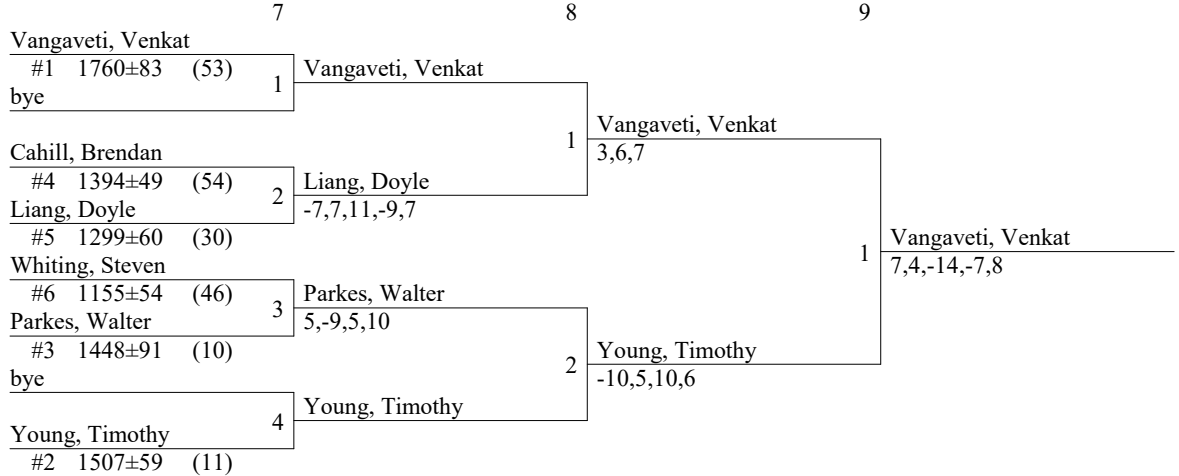 7 8 9
Vangaveti, Venkat
#1 1760±83 (53)
bye
1
Vangaveti, Venkat
Cahill, Brendan
#4 1394±49 (54)
Liang, Doyle
#5 1299±60 (30)
2
Liang, Doyle
-7,7,11,-9,7
1
Vangaveti, Venkat
3,6,7
Whiting, Steven
#6 1155±54 (46)
Parkes, Walter
#3 1448±91 (10)
3
Parkes, Walter
5,-9,5,10
bye
Young, Timothy
#2 1507±59 (11)
4
Young, Timothy
2
Young, Timothy
-10,5,10,6
1
Vangaveti, Venkat
7,4,-14,-7,8